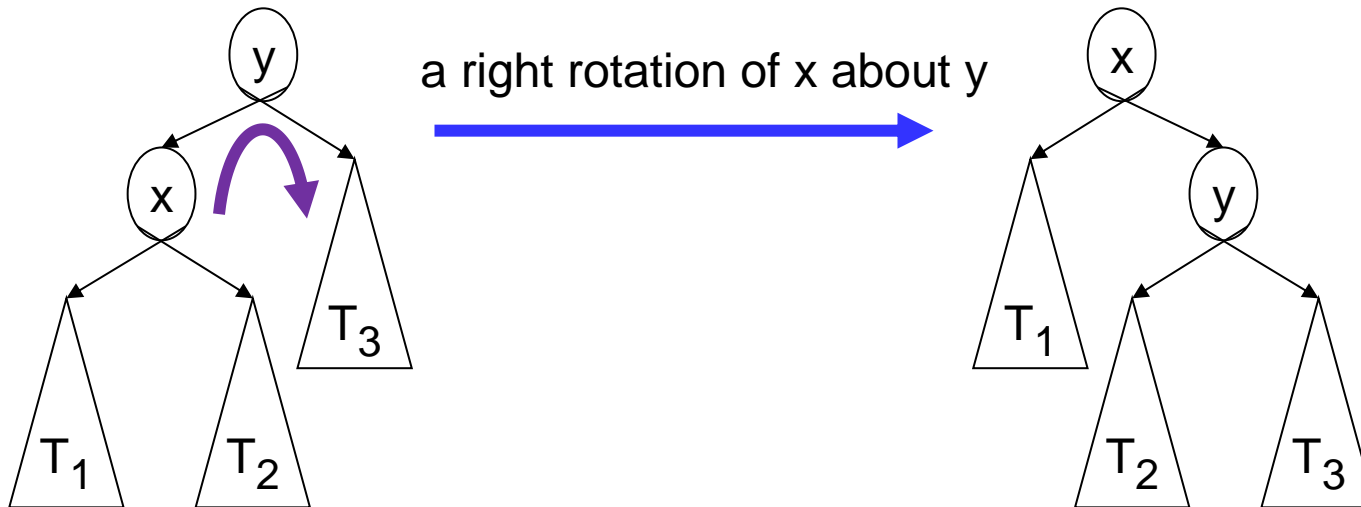 y
a right rotation of x about y
x
x
y
T₃
T₁
T₁
T₂
T₂
T₃